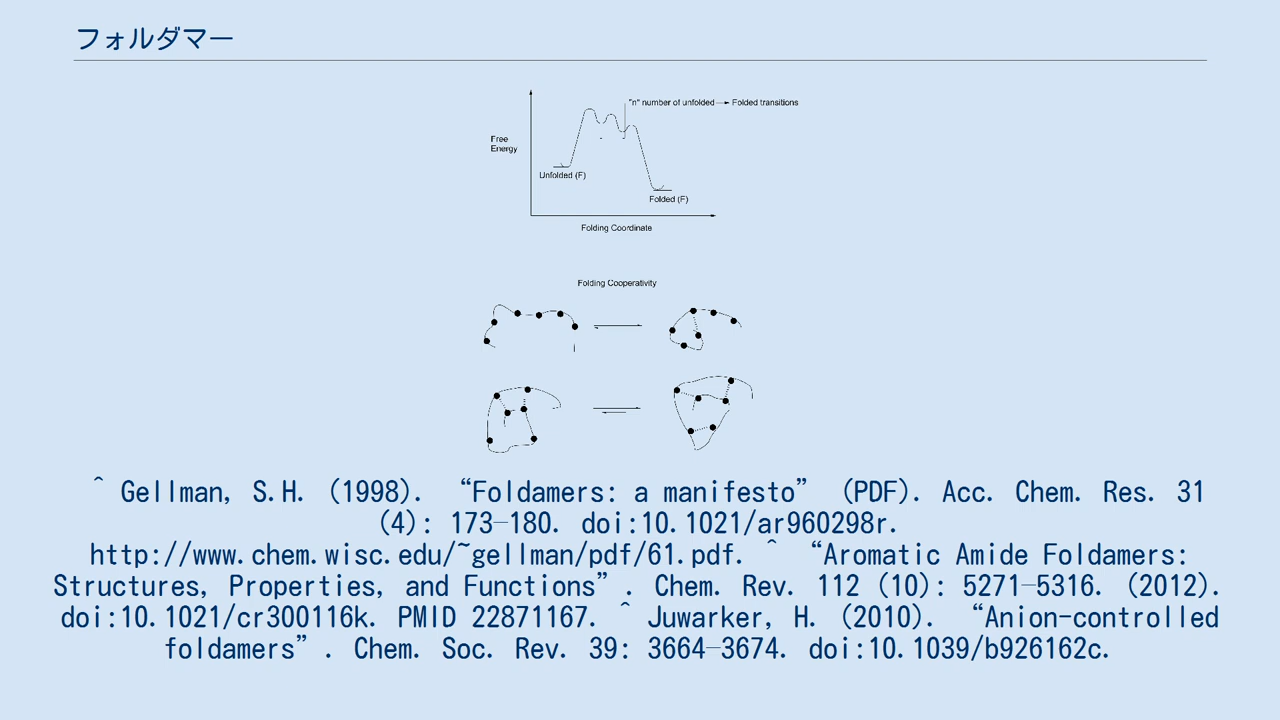 フォルダマー
"n" number of unfolded → Folded transitions
Free
Energy
Unfolded (F)
Folded (F)
Folding Coordinate
Folding Cooperativity
^ Gellman, S.H. (1998). “Foldamers: a manifesto” (PDF). Acc. Chem. Res. 31
(4): 173–180. doi:10.1021/ar960298r.
http://www.chem.wisc.edu/~gellman/pdf/61.pdf. ^ “Aromatic Amide Foldamers:
Structures, Properties, and Functions”. Chem. Rev. 112 (10): 5271–5316. (2012).
doi:10.1021/cr300116k. PMID 22871167. ^ Juwarker, H. (2010). “Anion-controlled
foldamers”. Chem. Soc. Rev. 39: 3664–3674. doi:10.1039/b926162c.